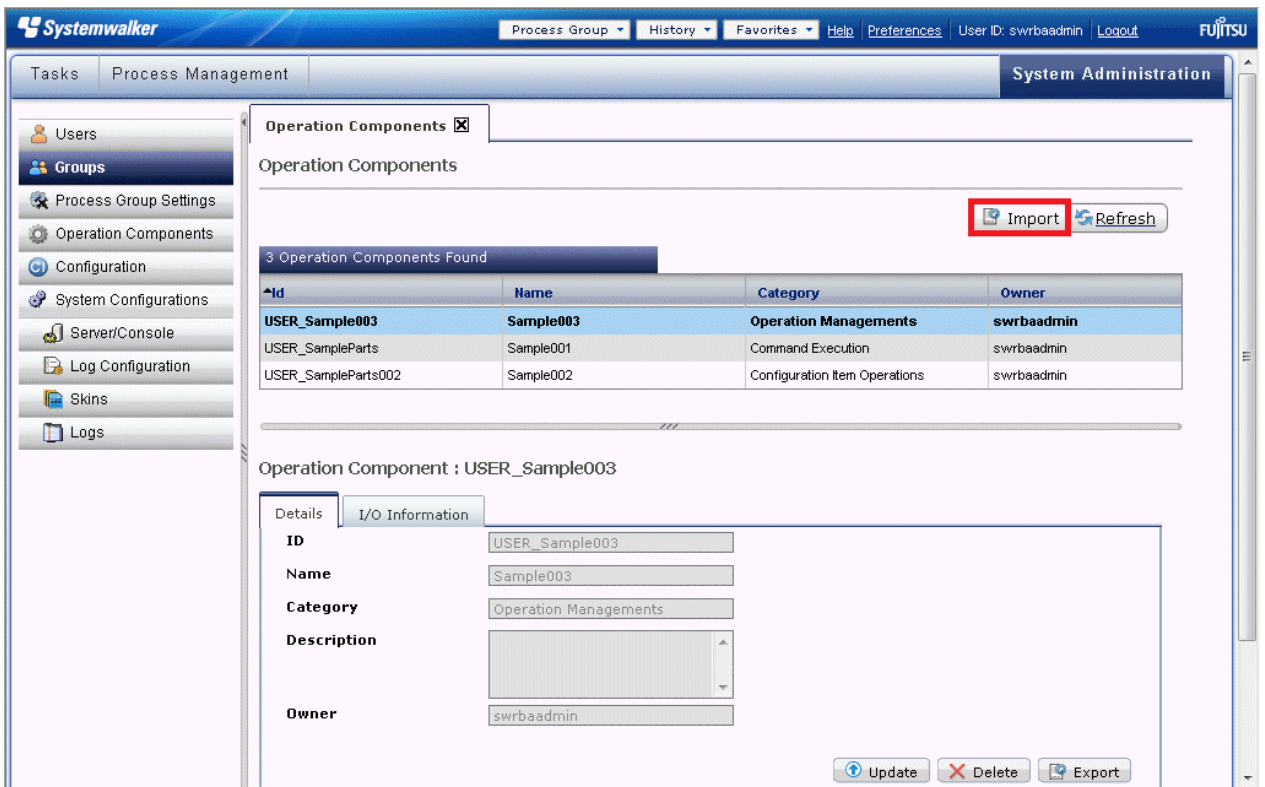 Systemwalker
Process Group History Favorites Help Preferences User ID: swrbaadmin Logout FUJITSU
Tasks Process Management System Administration
Users
Groups
Process Group Settings
Operation Components
Configuration
System Configurations
Server/Console
Log Configuration
Skins
Logs
Operation Components
Operation Components
Import Refresh
3 Operation Components Found
Id Name Category Owner
USER_Sample003 Sample003 Operation Managements swrbaadmin
USER_SampleParts Sample001 Command Execution swrbaadmin
USER_SampleParts002 Sample002 Configuration Item Operations swrbaadmin
Operation Component : USER_Sample003
Details I/O Information
ID USER_Sample003
Name Sample003
Category Operation Managements
Description
Owner swrbaadmin
Update Delete Export